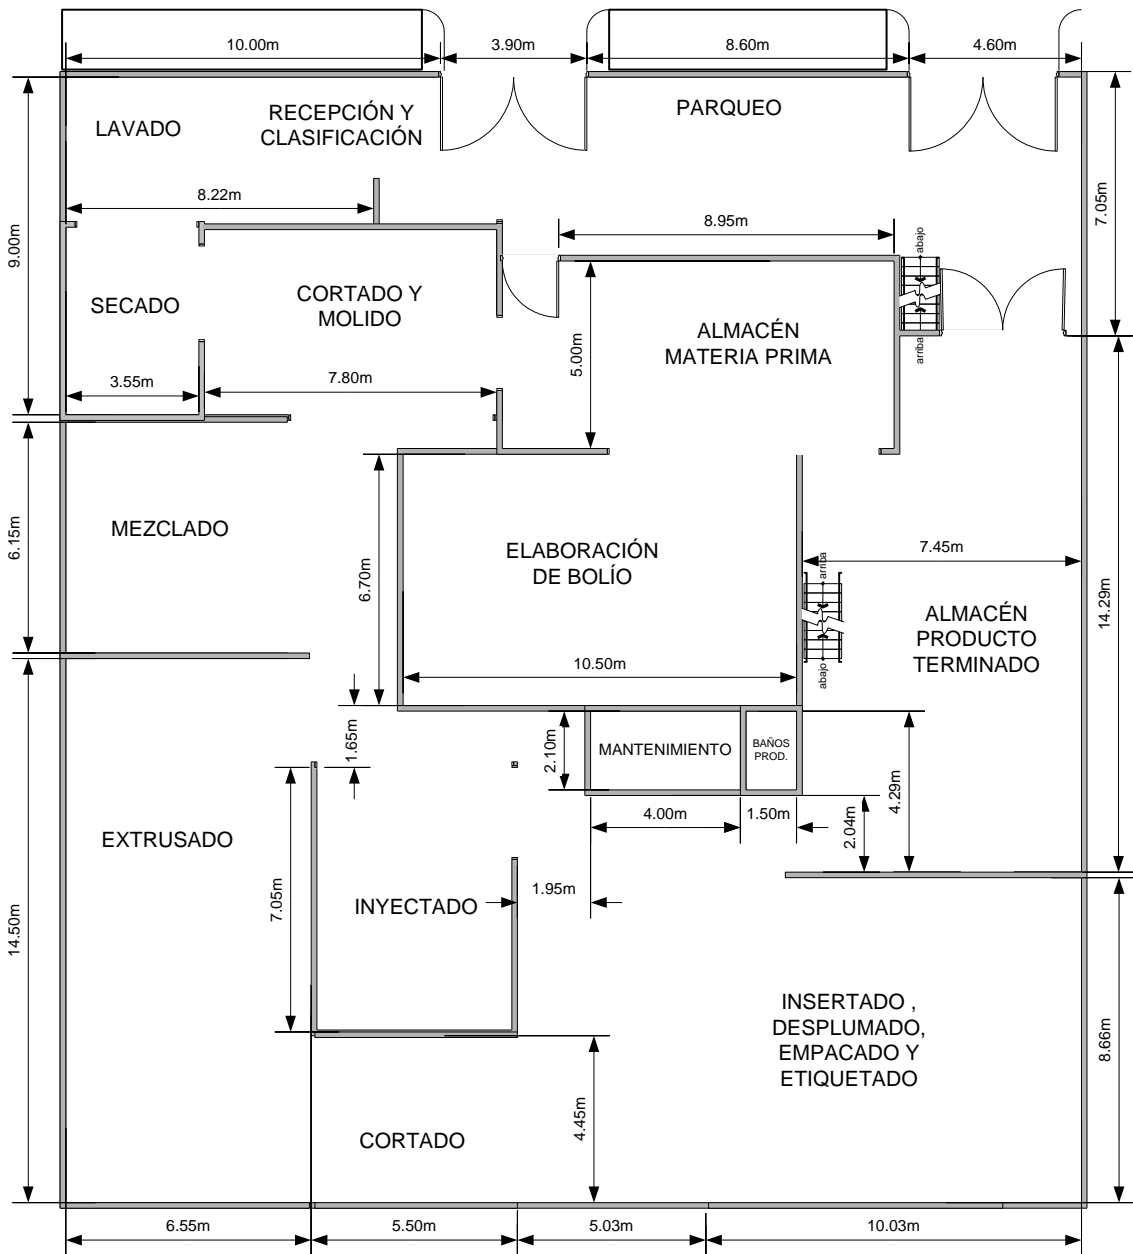 10.00m
3.90m
8.60m
4.60m
LAVADO
RECEPCIÓN Y
CLASIFICACIÓN
PARQUEO
8.22m
8.95m
7.05m
9.00m
abajo
SECADO
CORTADO Y
MOLIDO
5.00m
ALMACÉN
MATERIA PRIMA
arriba
3.55m
7.80m
6.15m
MEZCLADO
6.70m
ELABORACIÓN
DE BOLÍO
7.45m
arriba
14.29m
ALMACÉN
PRODUCTO
TERMINADO
abajo
10.50m
1.65m
2.10m
MANTENIMIENTO
BAÑOS
PROD.
4.29m
4.00m
1.50m
2.04m
EXTRUSADO
14.50m
7.05m
INYECTADO
1.95m
INSERTADO ,
DESPLUMADO,
EMPACADO Y
ETIQUETADO
8.66m
4.45m
CORTADO
6.55m
5.50m
5.03m
10.03m